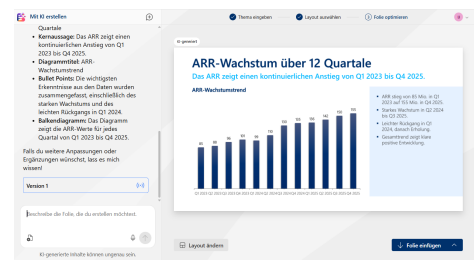 Mit KI erstellen
Thema eingeben
Layout auswählen
3 Folie optimieren
Quartale
• Kernaussage: Das ARR zeigt einen
kontinuierlichen Anstieg von Q1
2023 bis Q4 2025.
• Diagrammtitel: ARR-
Wachstumstrend
• Bullet Points: Die wichtigsten
Erkenntnisse aus den Daten wurden
zusammengefasst, einschließlich des
starken Wachstums und des
leichten Rückgangs in Q1 2024.
• Balkendiagramm: Das Diagramm
zeigt die ARR-Werte für jedes
Quartal von Q1 2023 bis Q4 2025.
Falls du weitere Anpassungen oder
Ergänzungen wünschst, lass es mich
wissen!
Version 1
Beschreibe die Folie, die du erstellen möchtest.
KI-generierte Inhalte können ungenau sein.
KI-generiert
ARR-Wachstum über 12 Quartale
Das ARR zeigt einen kontinuierlichen Anstieg von Q1 2023 bis Q4 2025.
ARR-Wachstumstrend
• ARR stieg von 85 Mio. in Q1
2023 auf 155 Mio. in Q4 2025.
• Starkes Wachstum in Q2 2024
bis Q3 2025.
• Leichter Rückgang in Q1
2024, danach Erholung.
• Gesamttrend zeigt klare
positive Entwicklung.
Layout ändern
Folie einfügen